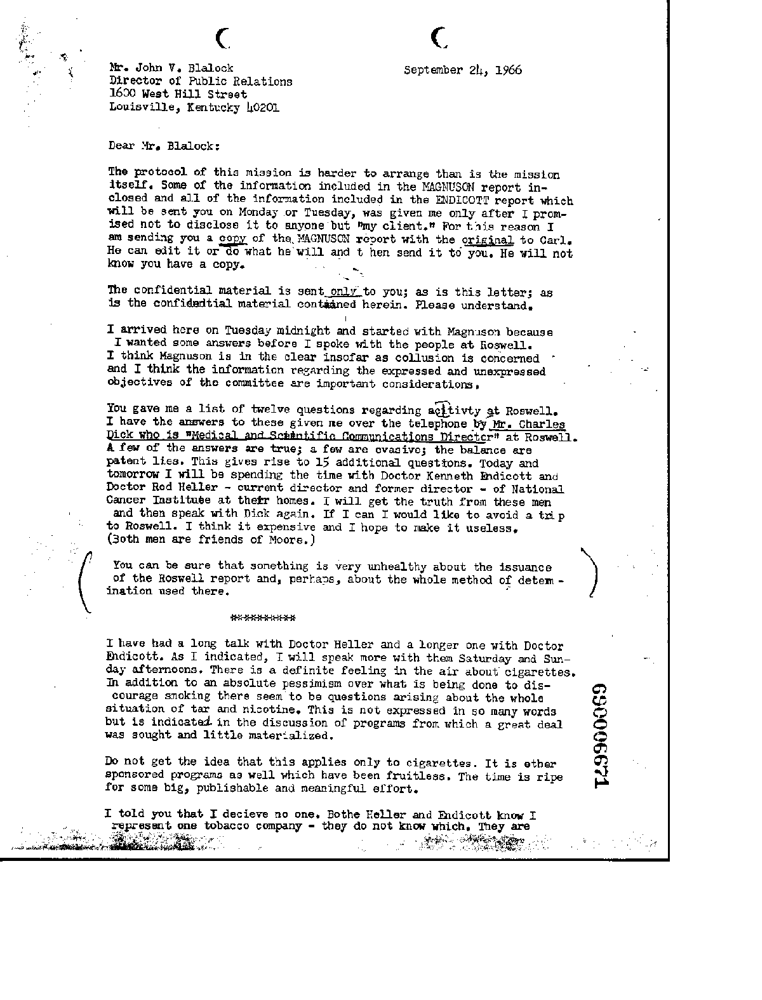 Mr. John V. Blalock
September 24, 1966
Director of Public Relations
1600 West Hill Street
Louisville, Kentucky 40201
Dear Mr. Blalock:
The protocol of this mission is harder to arrange than is the mission
itself. Some of the information included in the MAGNUSON report in-
closed and all of the information included in the ENDICOTT report which
will be sent you on Monday or Tuesday, was given me only after I prom-
ised not to disclose it to anyone but "my client." For this reason I
am sending you a copy of the MAGNUSON report with the original to Carl.
He can edit it or do what he will and t hen send it to you. He will not
know you have a copy.
The confidential material is sent only to you; as is this letter; as
is the confidedtial material contained herein. Please understand.
I arrived here on Tuesday midnight and started with Magnuson because
I wanted some answers before I spoke with the people at Roswell.
I think Magnuson is in the clear insofar as collusion is concerned
and I think the information regarding the expressed and unexpressed
objectives of the committee are important considerations.
You gave me a list of twelve questions regarding acitivty at Roswell.
I have the answers to these given me over the telephone by Mr. Charles
Dick who is "Medical and Scientific Communications Director" at Roswell.
A few of the answers are true; a few are evasive; the balance are
patent lies. This gives rise to 15 additional questions. Today and
tomorrow I will be spending the time with Doctor Kenneth Endicott and
Doctor Rod Heller - current director and former director - of National
Cancer Institute at their homes. I will get the truth from these men
and then speak with Dick again. If I can I would like to avoid a trip
to Roswell. I think it expensive and I hope to make it useless.
(Both men are friends of Moore.)
You can be sure that something is very unhealthy about the issuance
of the Roswell report and, perhaps, about the whole method of detem -
ination used there.
**********
I have had a long talk with Doctor Heller and a longer one with Doctor
Endicott. As I indicated, I will speak more with them Saturday and Sun-
day afternoons. There is a definite feeling in the air about cigarettes.
In addition to an absolute pessimism over what is being done to dis-
courage smoking there seem to be questions arising about the whole
situation of tar and nicotine. This is not expressed in so many words
but is indicated in the discussion of programs from which a great deal
was sought and little materialized.
Do not get the idea that this applies only to cigarettes. It is other
sponsored programs as well which have been fruitless. The time is ripe
for some big, publishable and meaningful effort.
I told you that I decieve no one. Bothe Heller and Endicott know I
represent one tobacco company - they do not know which. They are
690006671